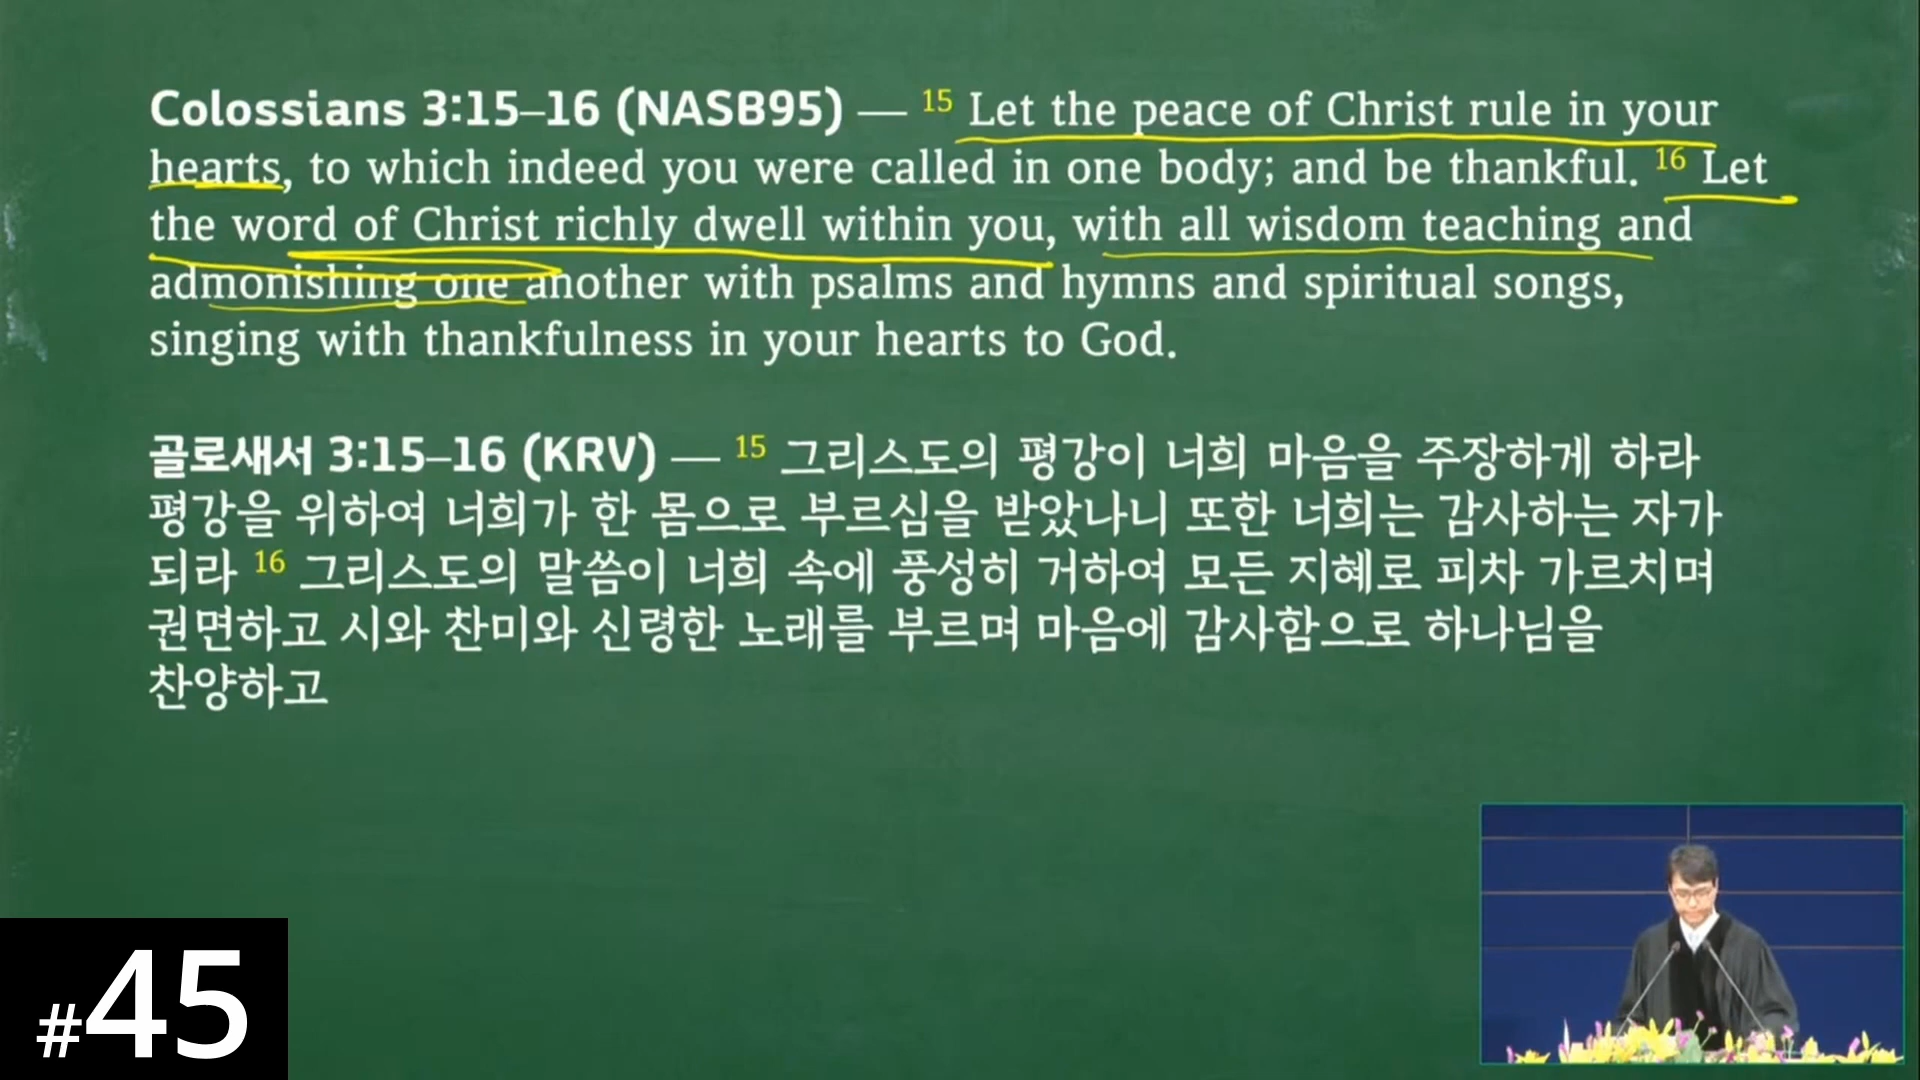 Colossians 3:15–16 (NASB95) — 15 Let the peace of Christ rule in your
hearts, to which indeed you were called in one body; and be thankful. 16 Let
the word of Christ richly dwell within you, with all wisdom teaching and
admonishing one another with psalms and hymns and spiritual songs,
singing with thankfulness in your hearts to God.
골로새서 3:15–16 (KRV) — 15 그리스도의 평강이 너희 마음을 주장하게 하라
평강을 위하여 너희가 한 몸으로 부르심을 받았나니 또한 너희는 감사하는 자가
되라 16 그리스도의 말씀이 너희 속에 풍성히 거하여 모든 지혜로 피차 가르치며
권면하고 시와 찬미와 신령한 노래를 부르며 마음에 감사함으로 하나님을
찬양하고
#45